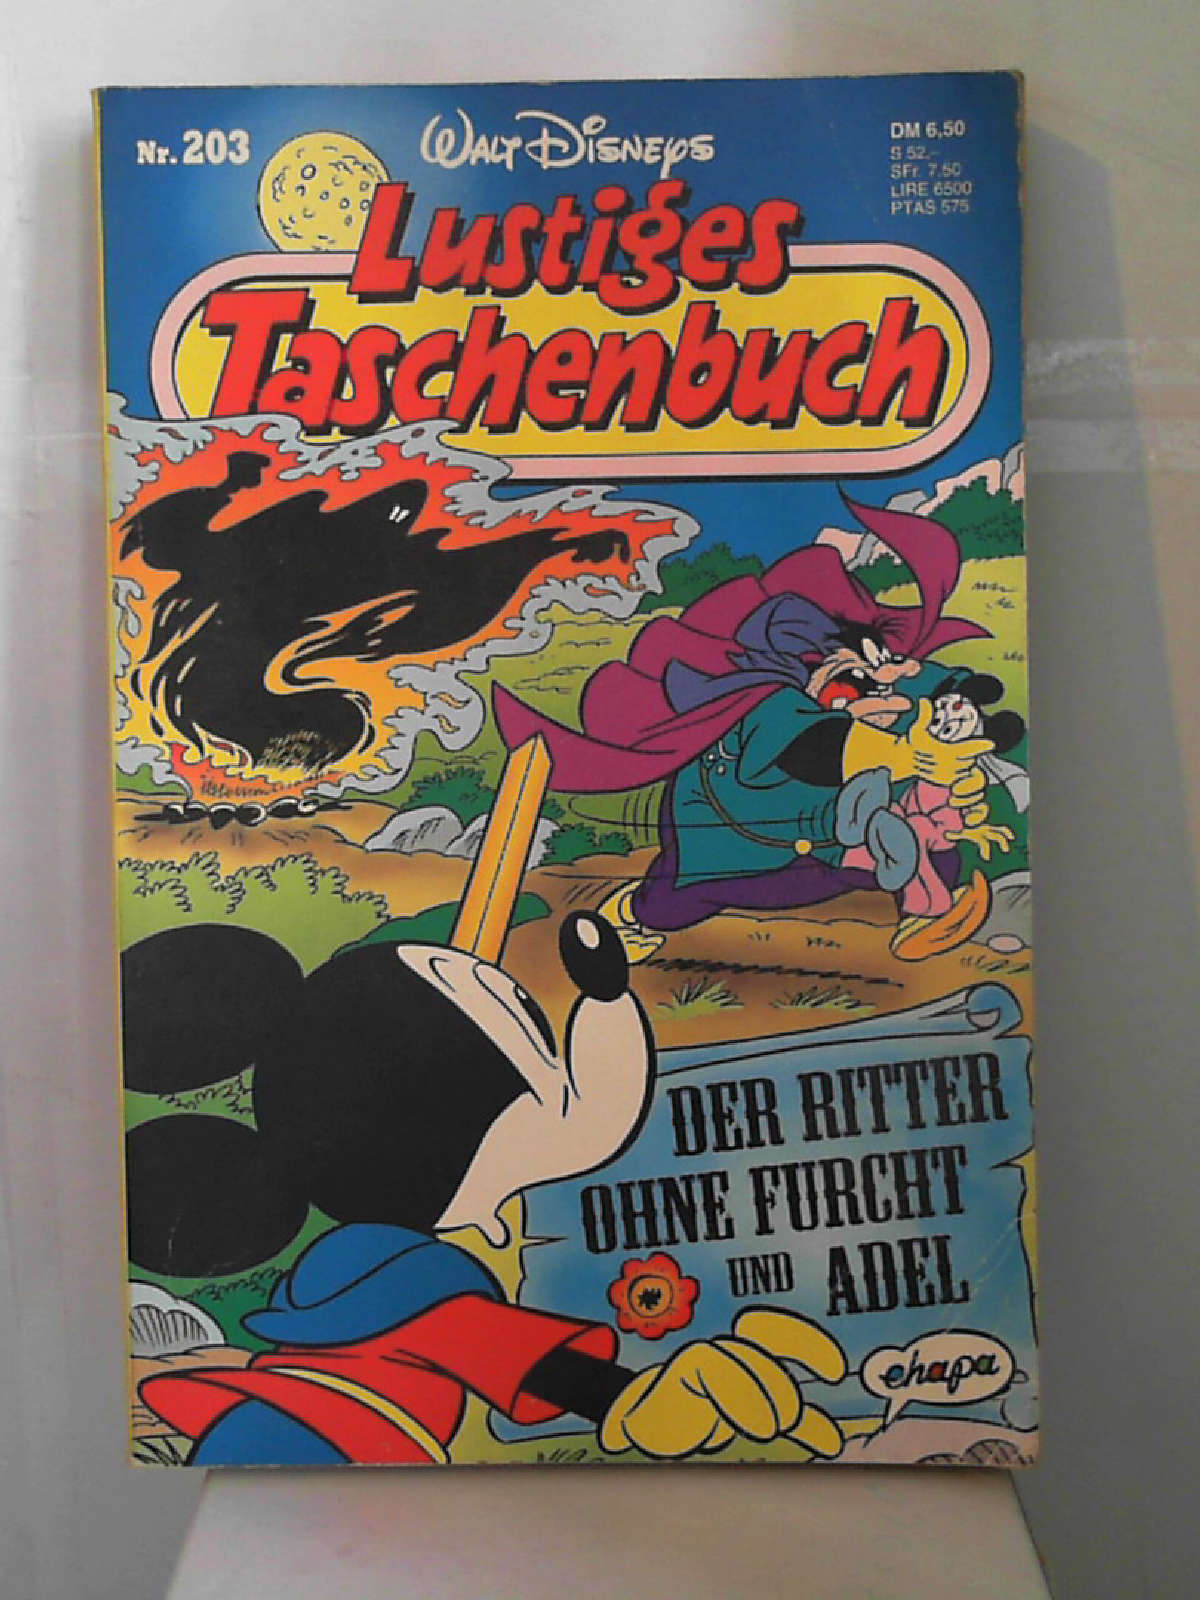 Nr. 203
WALT DISNEYS
DM 6,50
S 52,-
SFr. 7.50
LIRE 6500
PTAS 575
Lustiges
Taschenbuch
DER RITTER
OHNE FURCHT
UND ADEL
ehapa